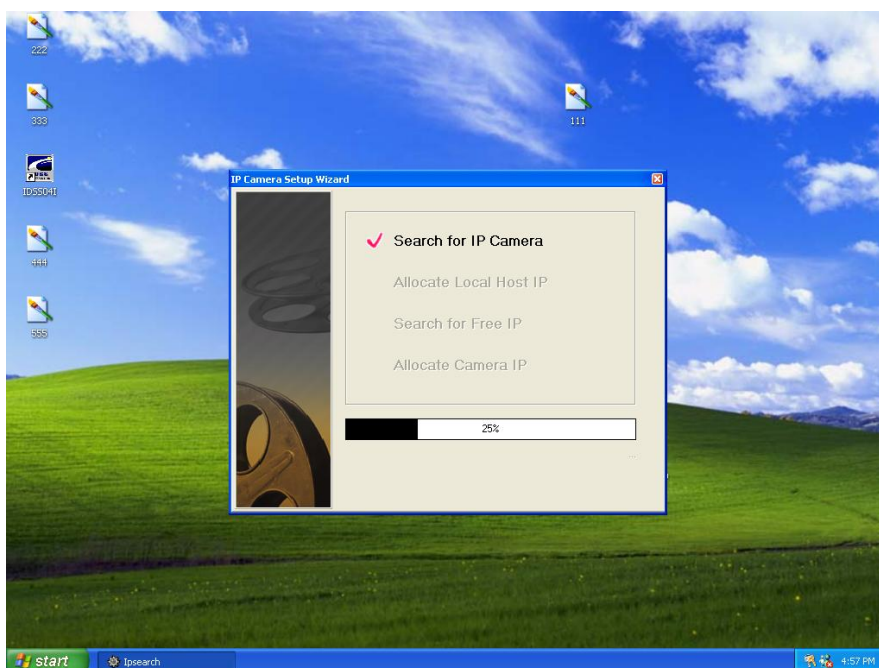 222
333
111
IDS504I
444
555
IP Camera Setup Wizard
Search for IP Camera
Allocate Local Host IP
Search for Free IP
Allocate Camera IP
25%
start
Ipsearch
4:57 PM